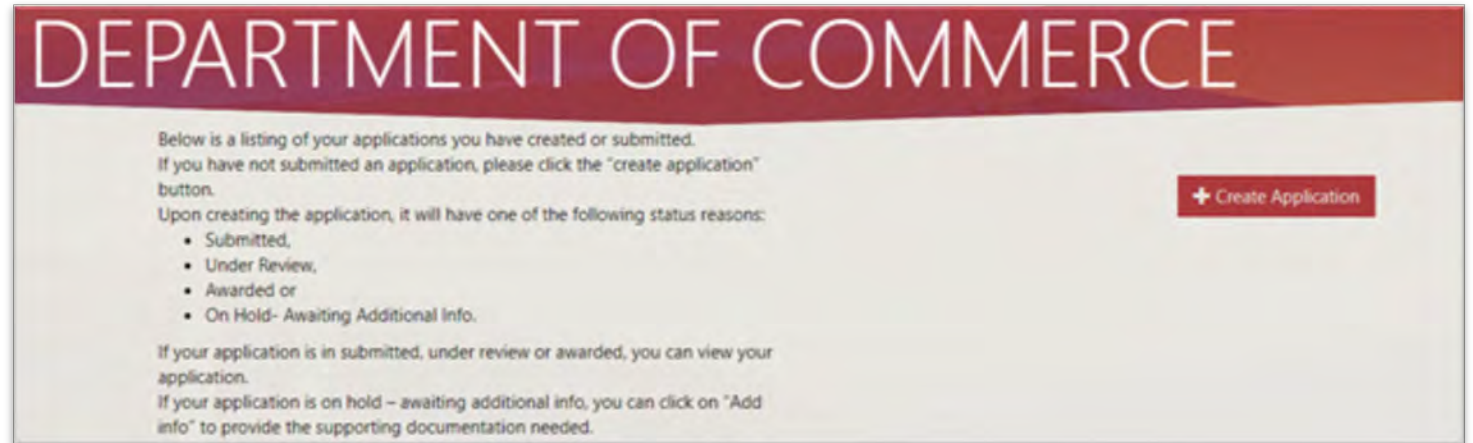 DEPARTMENT OF COMMERCE
Below is a listing of your applications you have created or submitted.
If you have not submitted an application, please click the "create application"
button.
Upon creating the application, it will have one of the following status reasons:
• Submitted,
• Under Review,
• Awarded or
• On Hold- Awaiting Additional Info.
If your application is in submitted, under review or awarded, you can view your
application.
If your application is on hold – awaiting additional info, you can click on "Add
info" to provide the supporting documentation needed.
+ Create Application